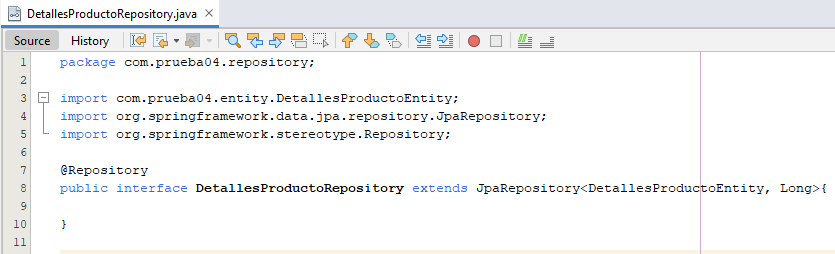 DetallesProductoRepository.java
Source History
1 package com.prueba04.repository;
2
3 import com.prueba04.entity.DetallesProductoEntity;
4 import org.springframework.data.jpa.repository.JpaRepository;
5 import org.springframework.stereotype.Repository;
6
7 @Repository
8 public interface DetallesProductoRepository extends JpaRepository<DetallesProductoEntity, Long>{
9
10 }
11